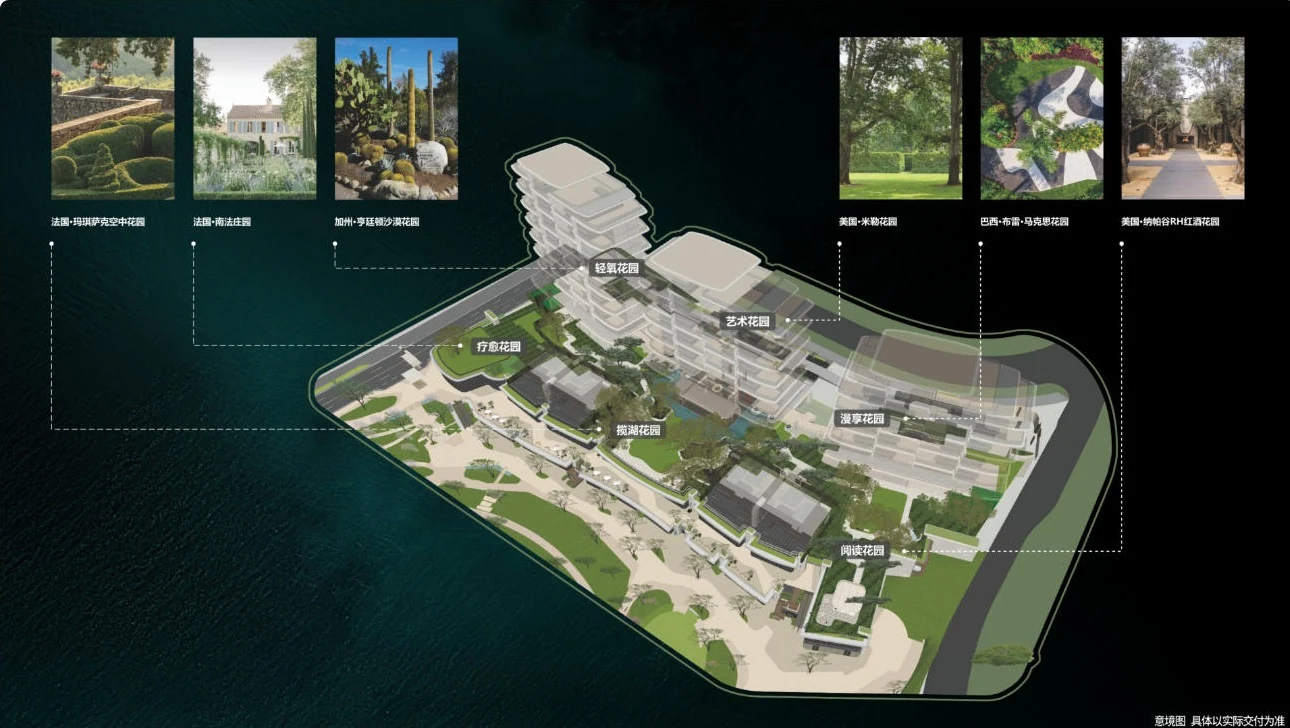 法国•玛琪萨克空中花园
法国•南法庄园
加州•亨廷顿沙漠花园
美国•米勒花园
巴西•布雷•马克思花园
美国•纳帕谷RH红酒花园
轻氧花园
艺术花园
疗愈花园
漫享花园
揽湖花园
阅读花园
意境图 具体以实际交付为准